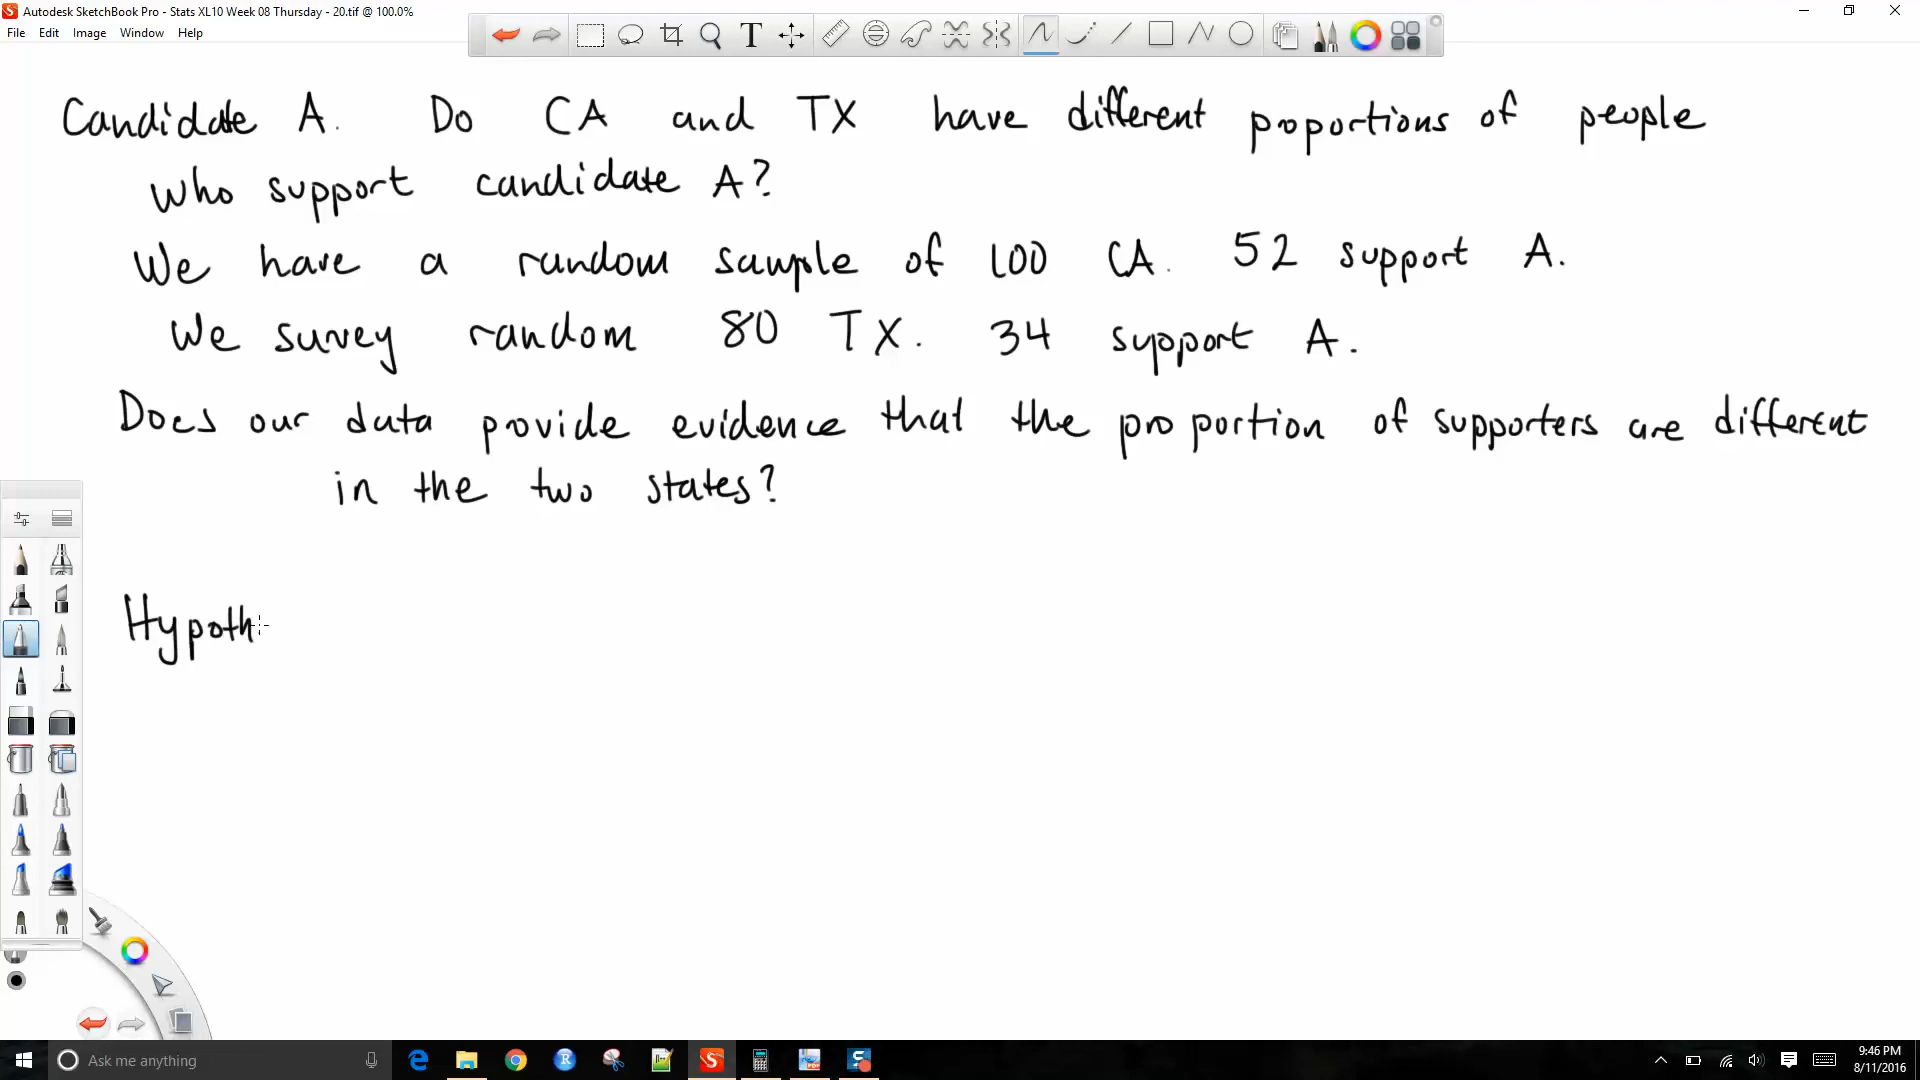 Autodesk SketchBook Pro - Stats XL10 Week 08 Thursday - 20.tif @ 100.0%
File Edit Image Window Help
Candidate A. Do CA and TX have different proportions of people
who support candidate A?
We have a random sample of 100 CA. 52 support A.
We survey random 80 TX. 34 support A.
Does our data provide evidence that the proportion of supporters are different
in the two states?
Hypoth
Ask me anything
9:46 PM
8/11/2016